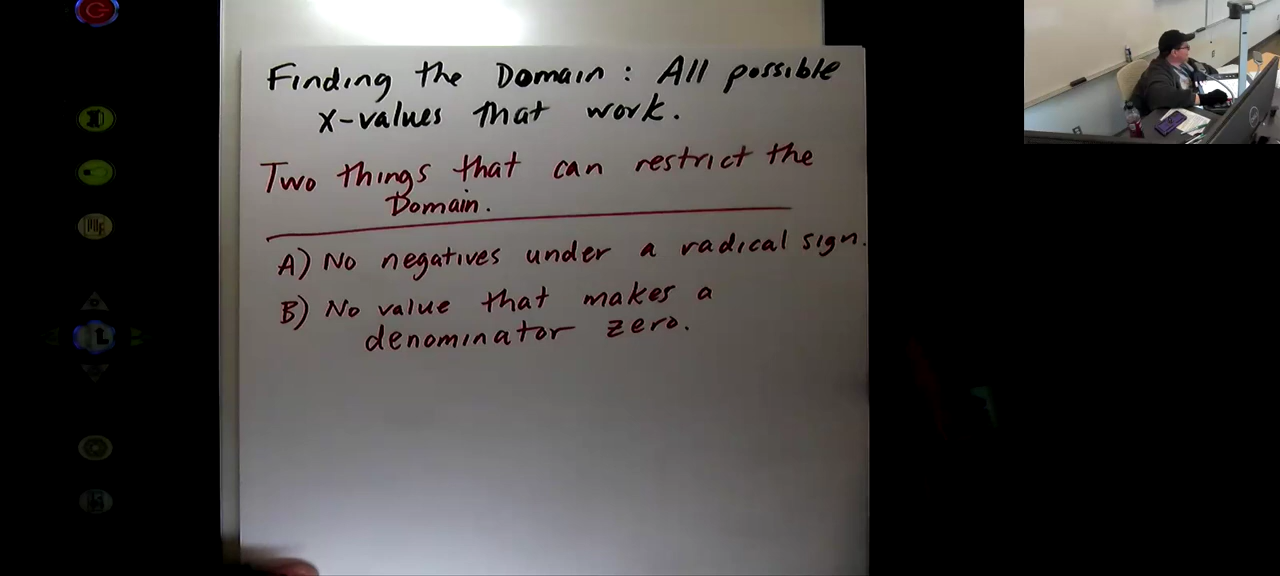 Finding the Domain : All possible
x-values that work.
Two things that can restrict the
Domain.
A) No negatives under a radical sign.
B) No value that makes a
denominator zero.